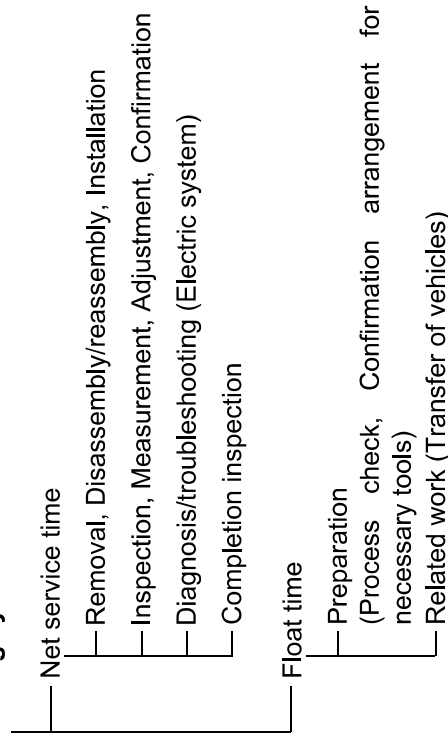 Net service time
Removal, Disassembly/reassembly, Installation
Inspection, Measurement, Adjustment, Confirmation
Diagnosis/troubleshooting (Electric system)
Completion inspection
Float time
Preparation
(Process check, Confirmation arrangement for
necessary tools)
Related work (Transfer of vehicles)